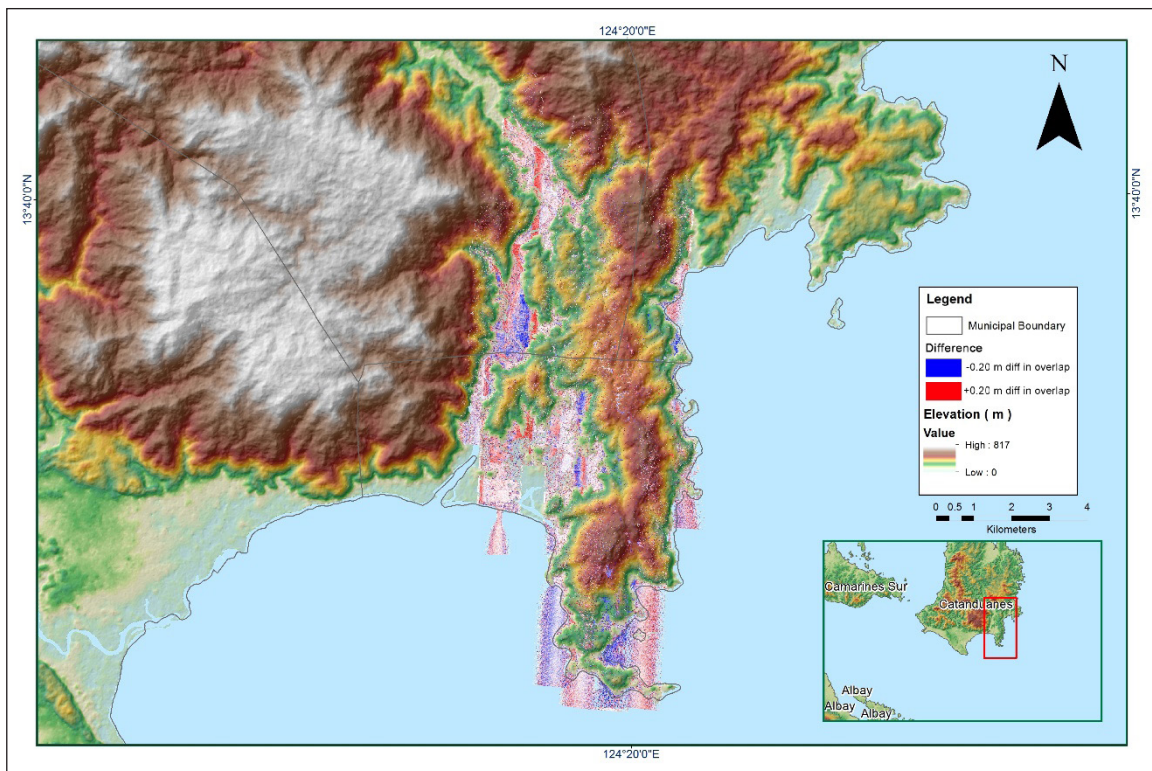 124°20'0"E
N
13°40'0"N
13°40'0"N
Legend
Municipal Boundary
Difference
-0.20 m diff in overlap
+0.20 m diff in overlap
Elevation ( m )
Value
High : 817
Low : 0
0 0.5 1 2 3 4
Kilometers
Camarines Sur
Catanduanes
Albay
Albay
Albay
124°20'0"E